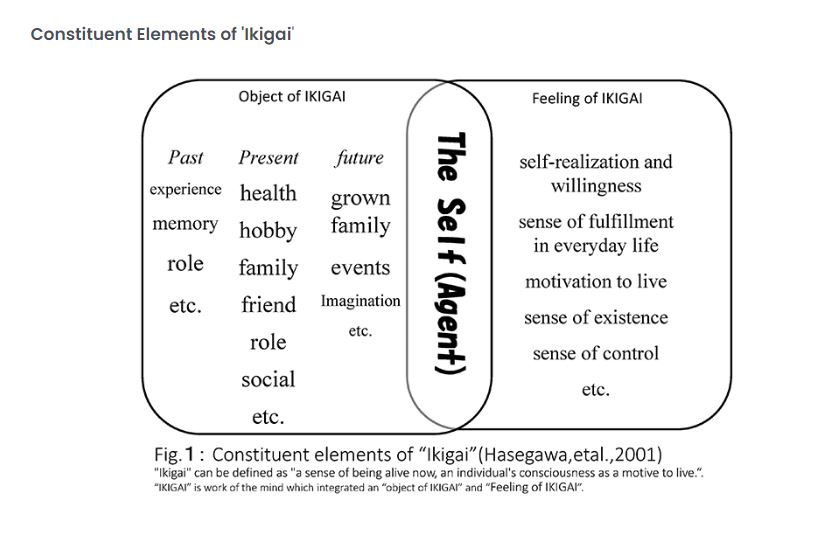 Constituent Elements of 'Ikigai'
Object of IKIGAI
Past
experience
memory
role
etc.
Present
health
hobby
family
friend
role
social
etc.
future
grown
family
events
Imagination
etc.
The Self (Agent)
Feeling of IKIGAI
self-realization and
willingness
sense of fulfillment
in everyday life
motivation to live
sense of existence
sense of control
etc.
Fig.1 : Constituent elements of “Ikigai”(Hasegawa,etal.,2001)
"Ikigai" can be defined as "a sense of being alive now, an individual's consciousness as a motive to live.".
“IKIGAI” is work of the mind which integrated an “object of IKIGAI” and “Feeling of IKIGAI”.